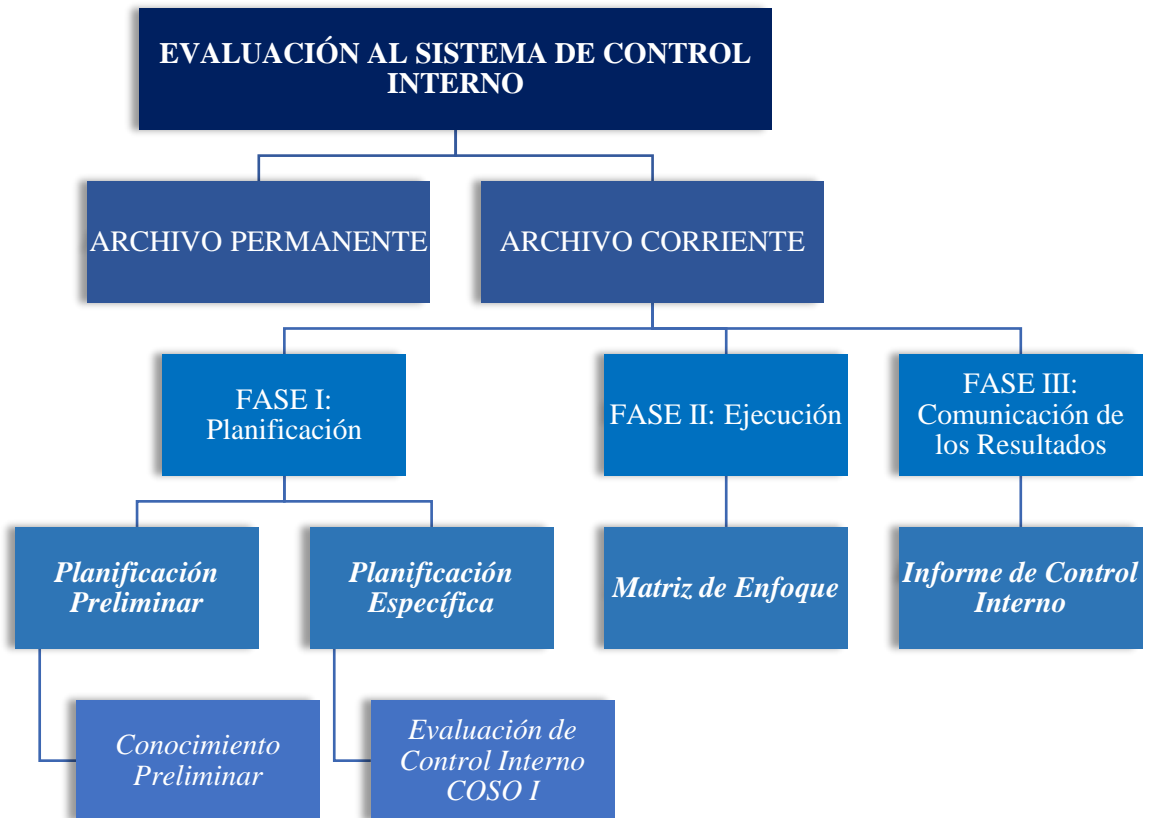 EVALUACIÓN AL SISTEMA DE CONTROL
INTERNO
ARCHIVO PERMANENTE
ARCHIVO CORRIENTE
FASE I:
Planificación
FASE II: Ejecución
FASE III:
Comunicación de
los Resultados
Planificación
Preliminar
Planificación
Específica
Matriz de Enfoque
Informe de Control
Interno
Conocimiento
Preliminar
Evaluación de
Control Interno
COSO I